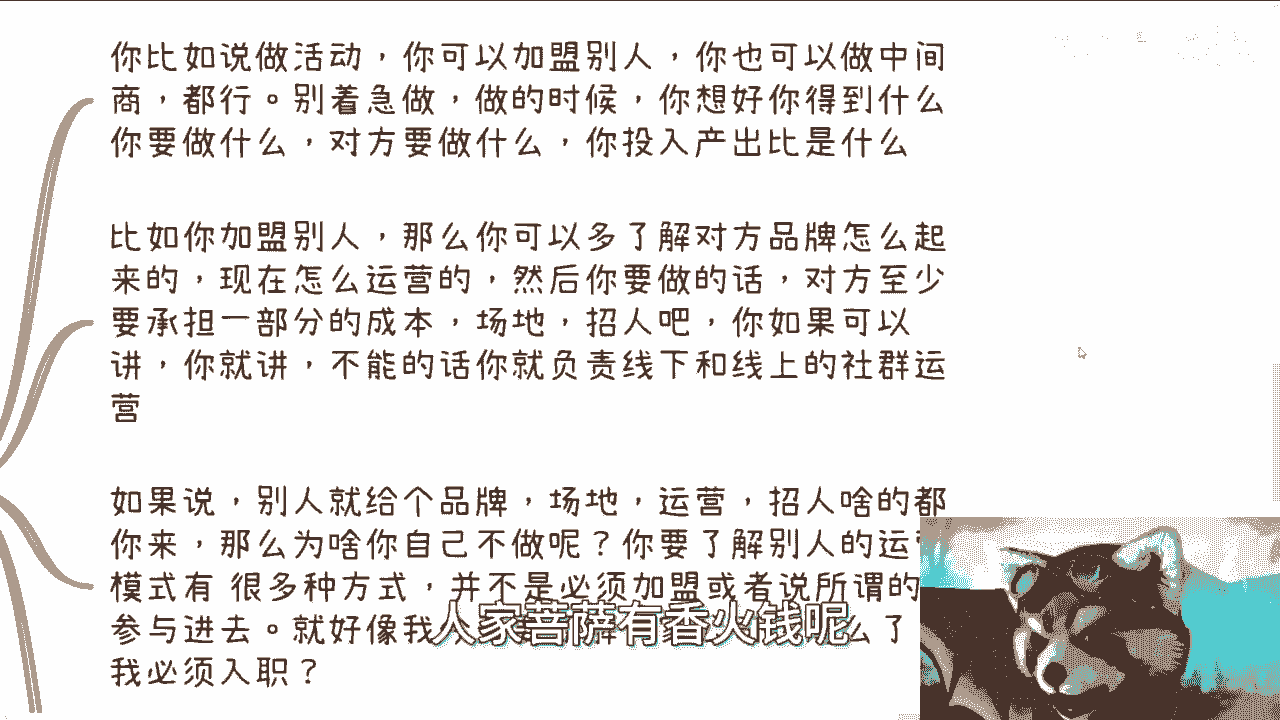 你比如说做活动，你可以加盟别人，你也可以做中间
商，都行。别着急做，做的时候，你想好你得到什么
你要做什么，对方要做什么，你投入产出比是什么
比如你加盟别人，那么你可以多了解对方品牌怎么起
来的，现在怎么运营的，然后你要做的话，对方至少
要承担一部分的成本，场地，招人吧，你如果可以
讲，你就讲，不能的话你就负责线下和线上的社群运
营
如果说，别人就给个品牌，场地，运营，招人啥的都
你来，那么为啥你自己不做呢？你要了解别人的运
模式有 很多种方式，并不是必须加盟或者说所谓的
参与进去。就好像我 么了
人家菩萨有香火钱呢
我必须入职？